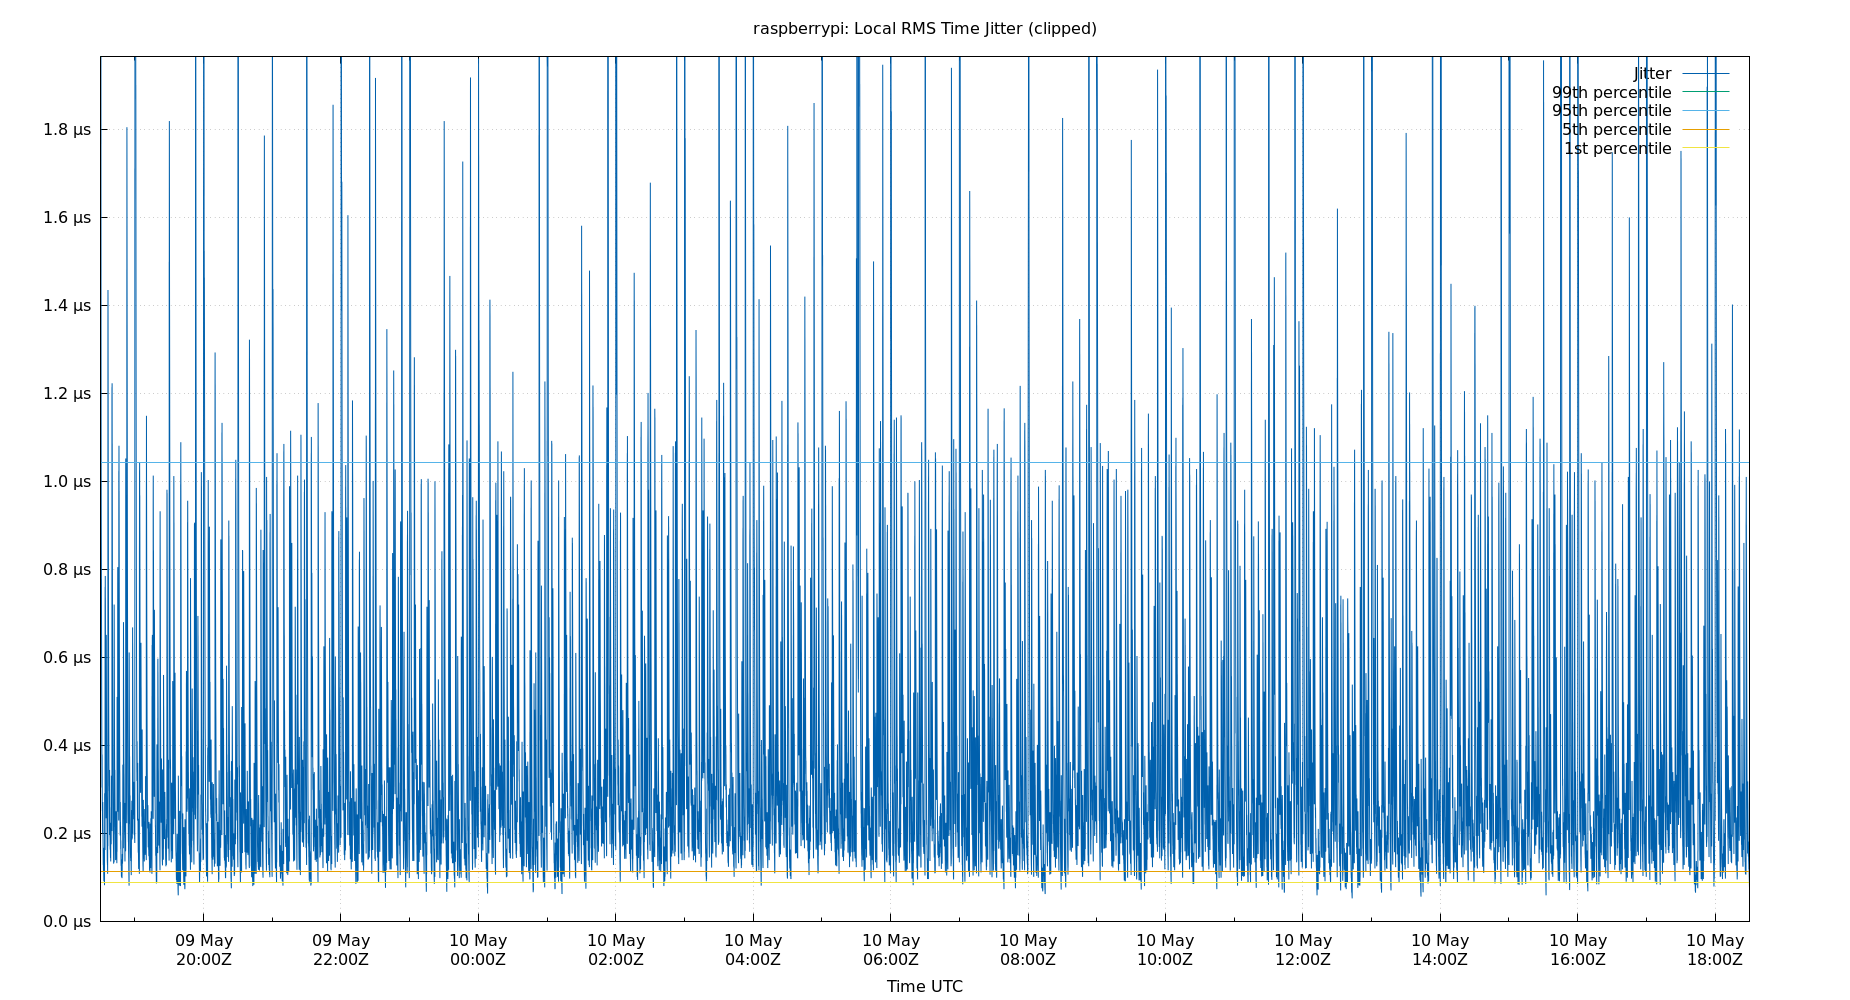 raspberrypi: Local RMS Time Jitter (clipped)
Jitter
99th percentile
95th percentile
5th percentile
1st percentile
1.8 µs
1.6 µs
1.4 µs
1.2 µs
1.0 µs
0.8 µs
0.6 µs
0.4 µs
0.2 µs
0.0 µs
09 May 09 May 10 May 10 May 10 May 10 May 10 May 10 May 10 May 10 May 10 May 10 May
20:00Z 22:00Z 00:00Z 02:00Z 04:00Z 06:00Z 08:00Z 10:00Z 12:00Z 14:00Z 16:00Z 18:00Z
Time UTC